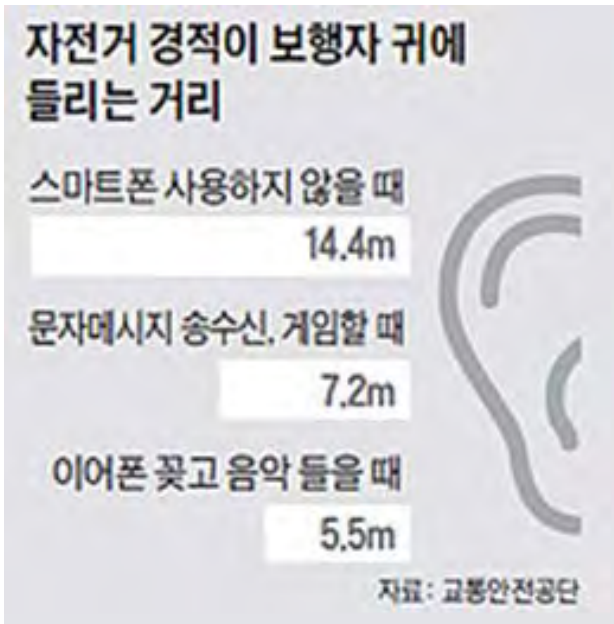 자전거 경적이 보행자 귀에
들리는 거리
스마트폰 사용하지 않을 때
14.4m
문자메시지 송수신, 게임할 때
7.2m
이어폰 꽂고 음악 들을 때
5.5m
자료: 교통안전공단